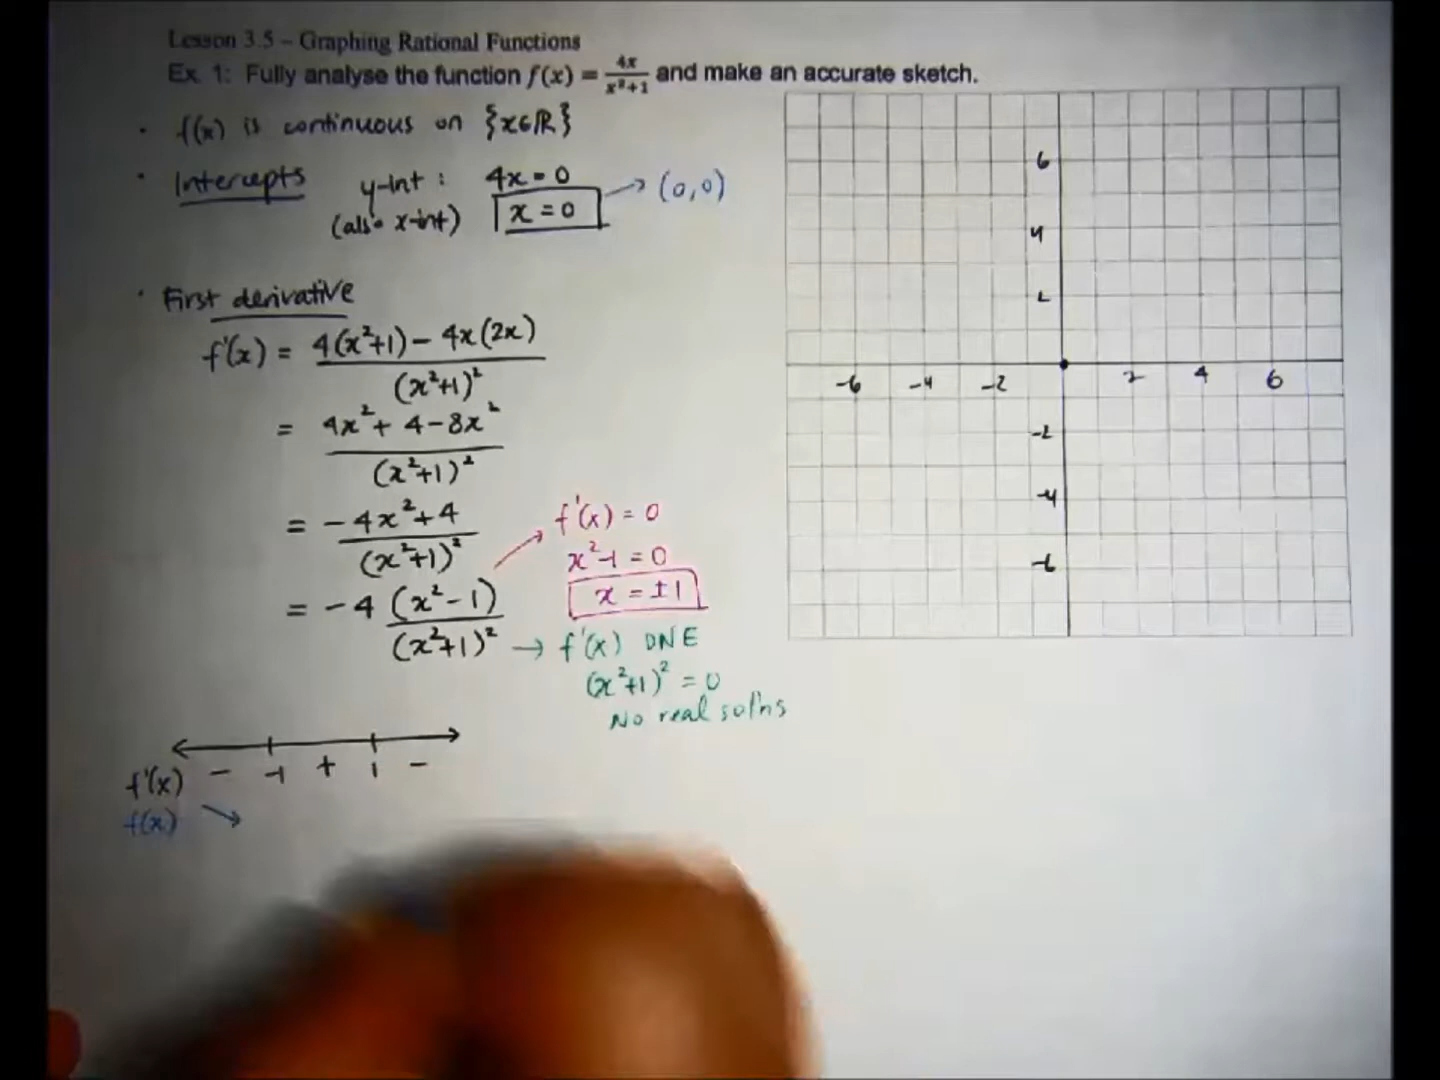 Lesson 3.5 – Graphing Rational Functions
Ex. 1: Fully analyse the function f(x) = 4x/(x²+1) and make an accurate sketch.
· f(x) is continuous on {x∈ℝ}
· Intercepts y-int: 4x = 0
(also x-int) x = 0 → (0,0)
· First derivative
f'(x) = 4(x²+1) – 4x(2x) / (x²+1)²
= 4x² + 4 – 8x² / (x²+1)²
= –4x² + 4 / (x²+1)²
= –4 (x² – 1) / (x²+1)²
f'(x) = 0
x² – 1 = 0
x = ±1
→ f'(x) DNE
(x²+1)² = 0
No real sol'ns
f'(x) – -1 + 1 –
f(x) ↘
6
4
2
-6 -4 -2 2 4 6
-2
-4
-6